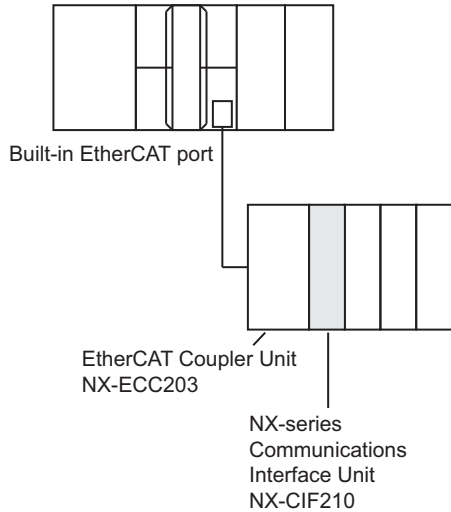 Built-in EtherCAT port
EtherCAT Coupler Unit
NX-ECC203
NX-series
Communications
Interface Unit
NX-CIF210